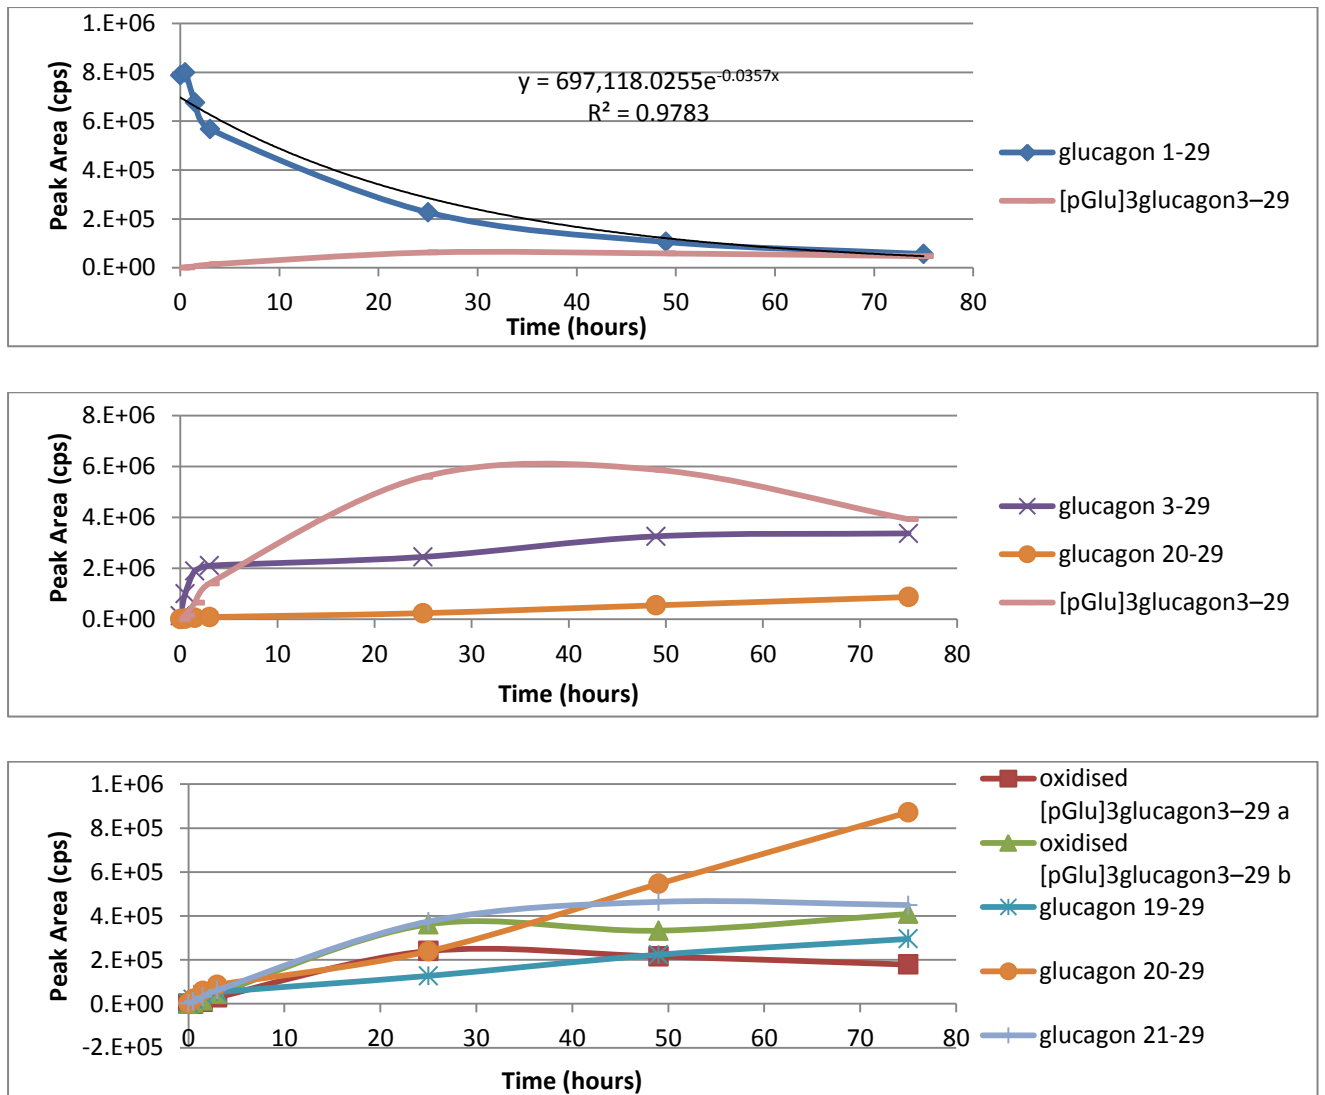 1.E+06
8.E+05
6.E+05
4.E+05
2.E+05
0.E+00
Peak Area (cps)
y = 697,118.0255e-0.0357x
R² = 0.9783
0 10 20 30 40 50 60 70 80
Time (hours)
glucagon 1-29
[pGlu]3glucagon3–29
8.E+06
6.E+06
4.E+06
2.E+06
0.E+00
Peak Area (cps)
0 10 20 30 40 50 60 70 80
Time (hours)
glucagon 3-29
glucagon 20-29
[pGlu]3glucagon3–29
1.E+06
8.E+05
6.E+05
4.E+05
2.E+05
0.E+00
-2.E+05
Peak Area (cps)
0 10 20 30 40 50 60 70 80
Time (hours)
oxidised
[pGlu]3glucagon3–29 a
oxidised
[pGlu]3glucagon3–29 b
glucagon 19-29
glucagon 20-29
glucagon 21-29